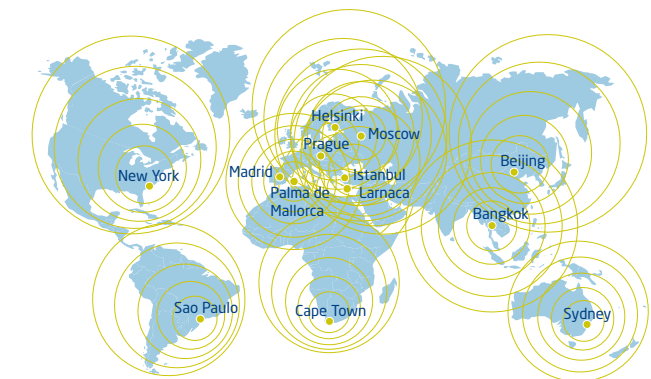 Helsinki
Moscow
Prague
Madrid
Istanbul
Larnaca
Palma de
Mallorca
New York
Beijing
Bangkok
Sao Paulo
Cape Town
Sydney